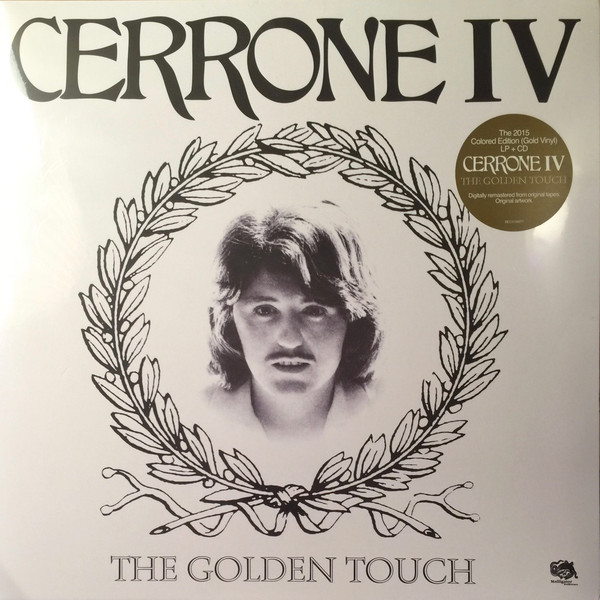 CERRONE IV
The 2015
Colored Edition (Gold Vinyl)
LP + CD
CERRONE IV
THE GOLDEN TOUCH
Digitally remastered from original tapes.
Original artwork
THE GOLDEN TOUCH
Malligator